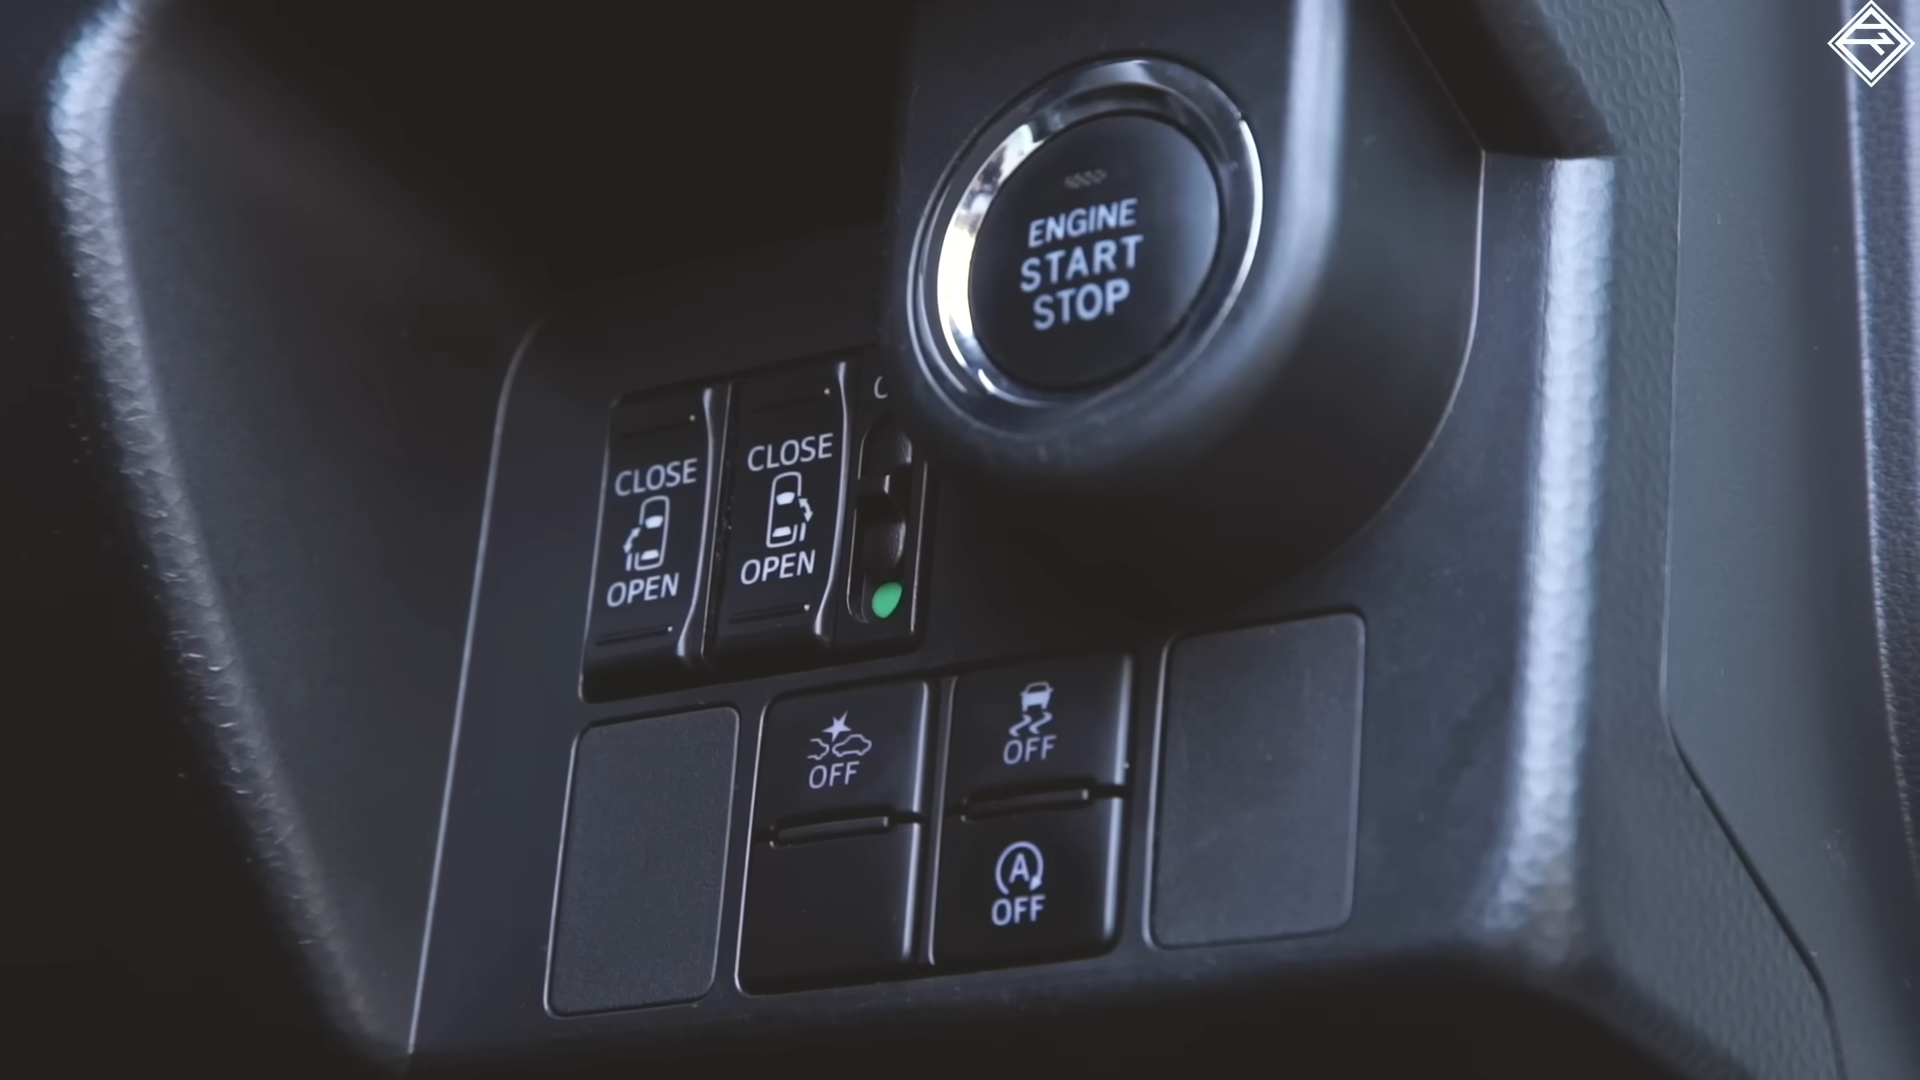 ENGINE
START
STOP
CLOSE
OPEN
CLOSE
OPEN
OFF
OFF
A
OFF